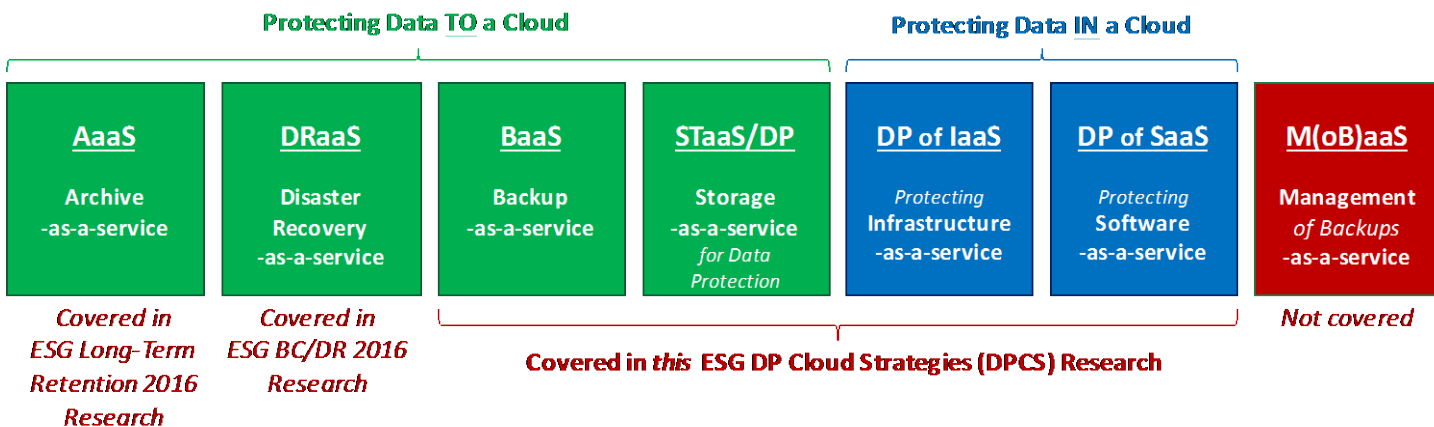 Protecting Data TO a Cloud
Protecting Data IN a Cloud
AaaS
Archive
-as-a-service
DRaaS
Disaster
Recovery
-as-a-service
BaaS
Backup
-as-a-service
STaaS/DP
Storage
-as-a-service
for Data
Protection
DP of IaaS
Protecting
Infrastructure
-as-a-service
DP of SaaS
Protecting
Software
-as-a-service
M(oB)aaS
Management
of Backups
-as-a-service
Covered in
ESG Long-Term
Retention 2016
Research
Covered in
ESG BC/DR 2016
Research
Covered in this ESG DP Cloud Strategies (DPCS) Research
Not covered